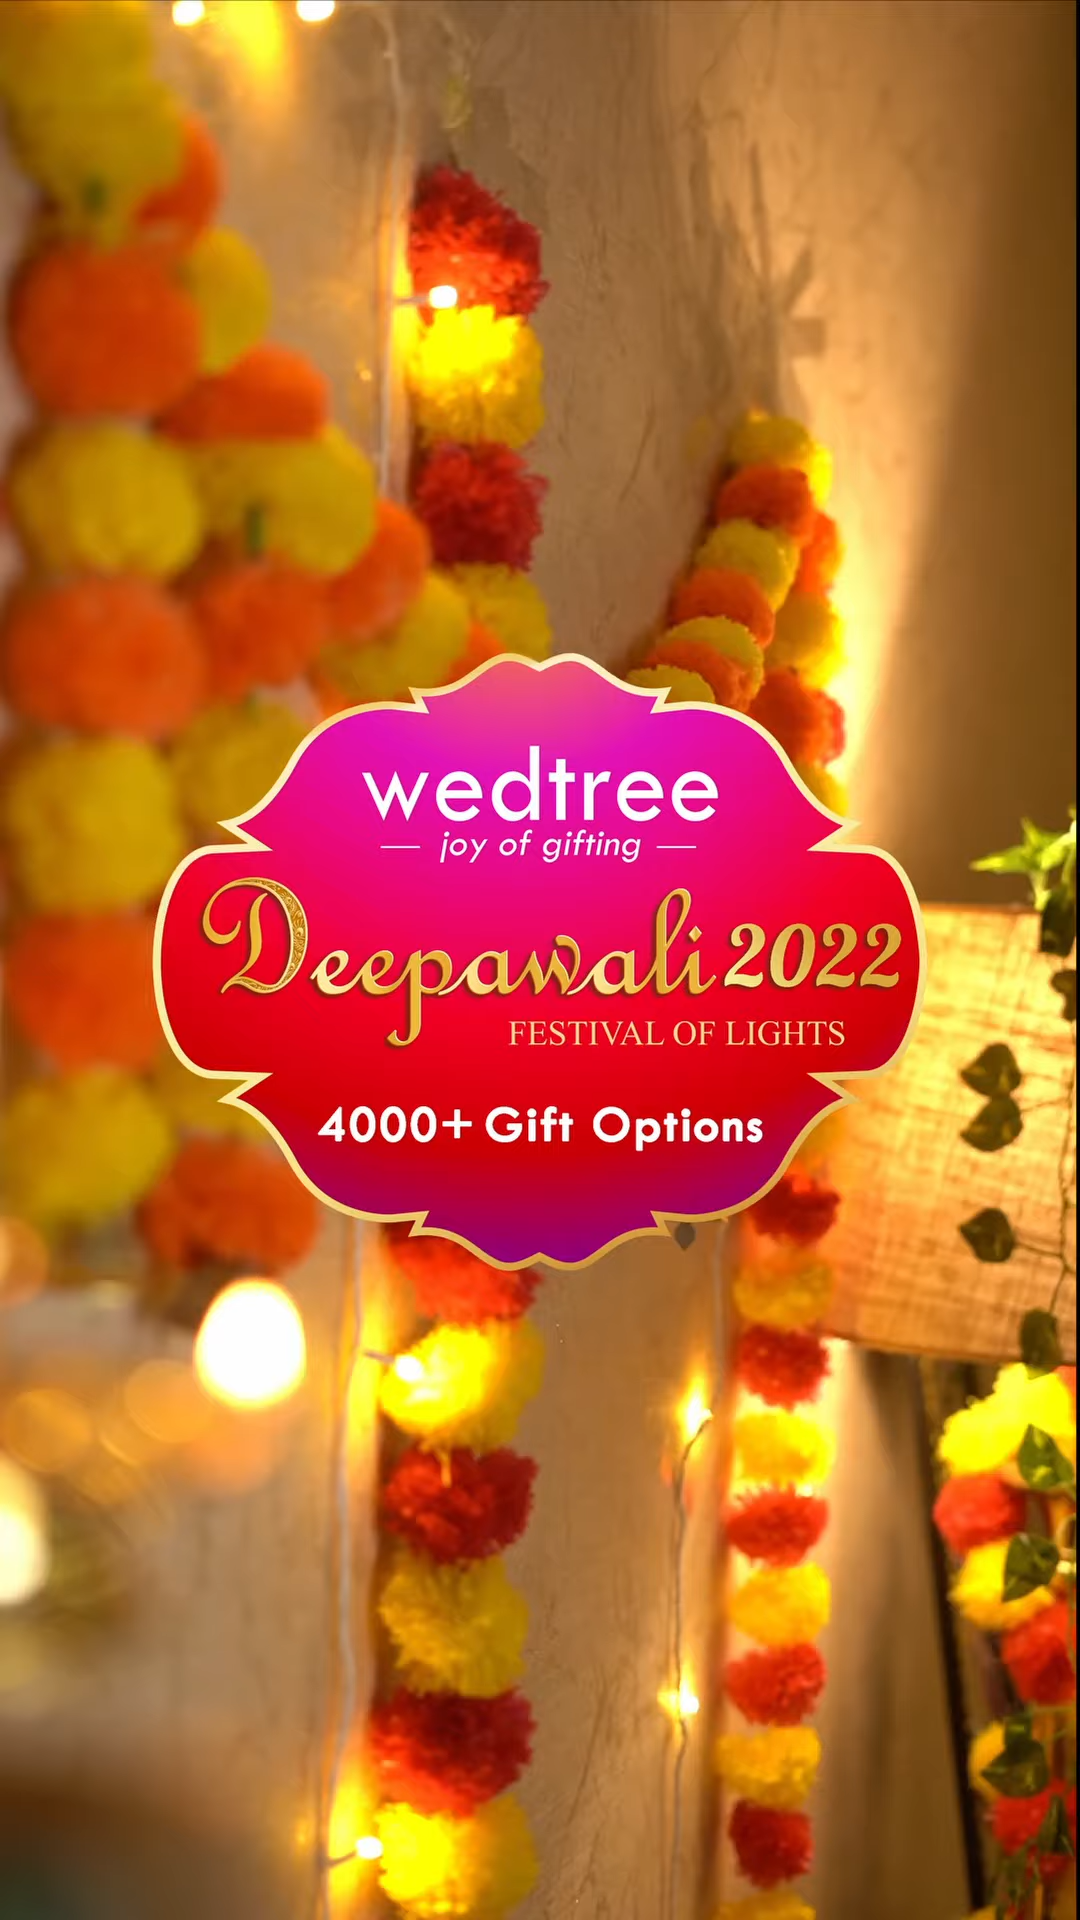 wedtree
joy of gifting
Deepawali 2022
FESTIVAL OF LIGHTS
4000+ Gift Options